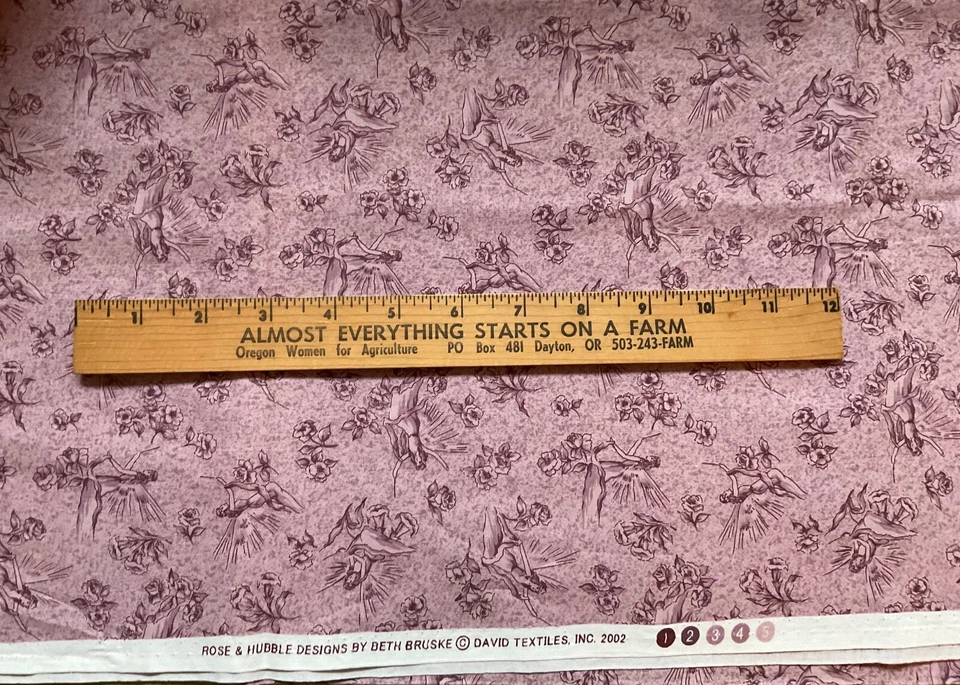 1 2 3 4 5 6 7 8 9 10 11 12
ALMOST EVERYTHING STARTS ON A FARM
Oregon Women for Agriculture PO Box 481 Dayton, OR 503-243-FARM
ROSE & HUBBLE DESIGNS BY BETH BRUSKE © DAVID TEXTILES, INC. 2002 1 2 3 4 5